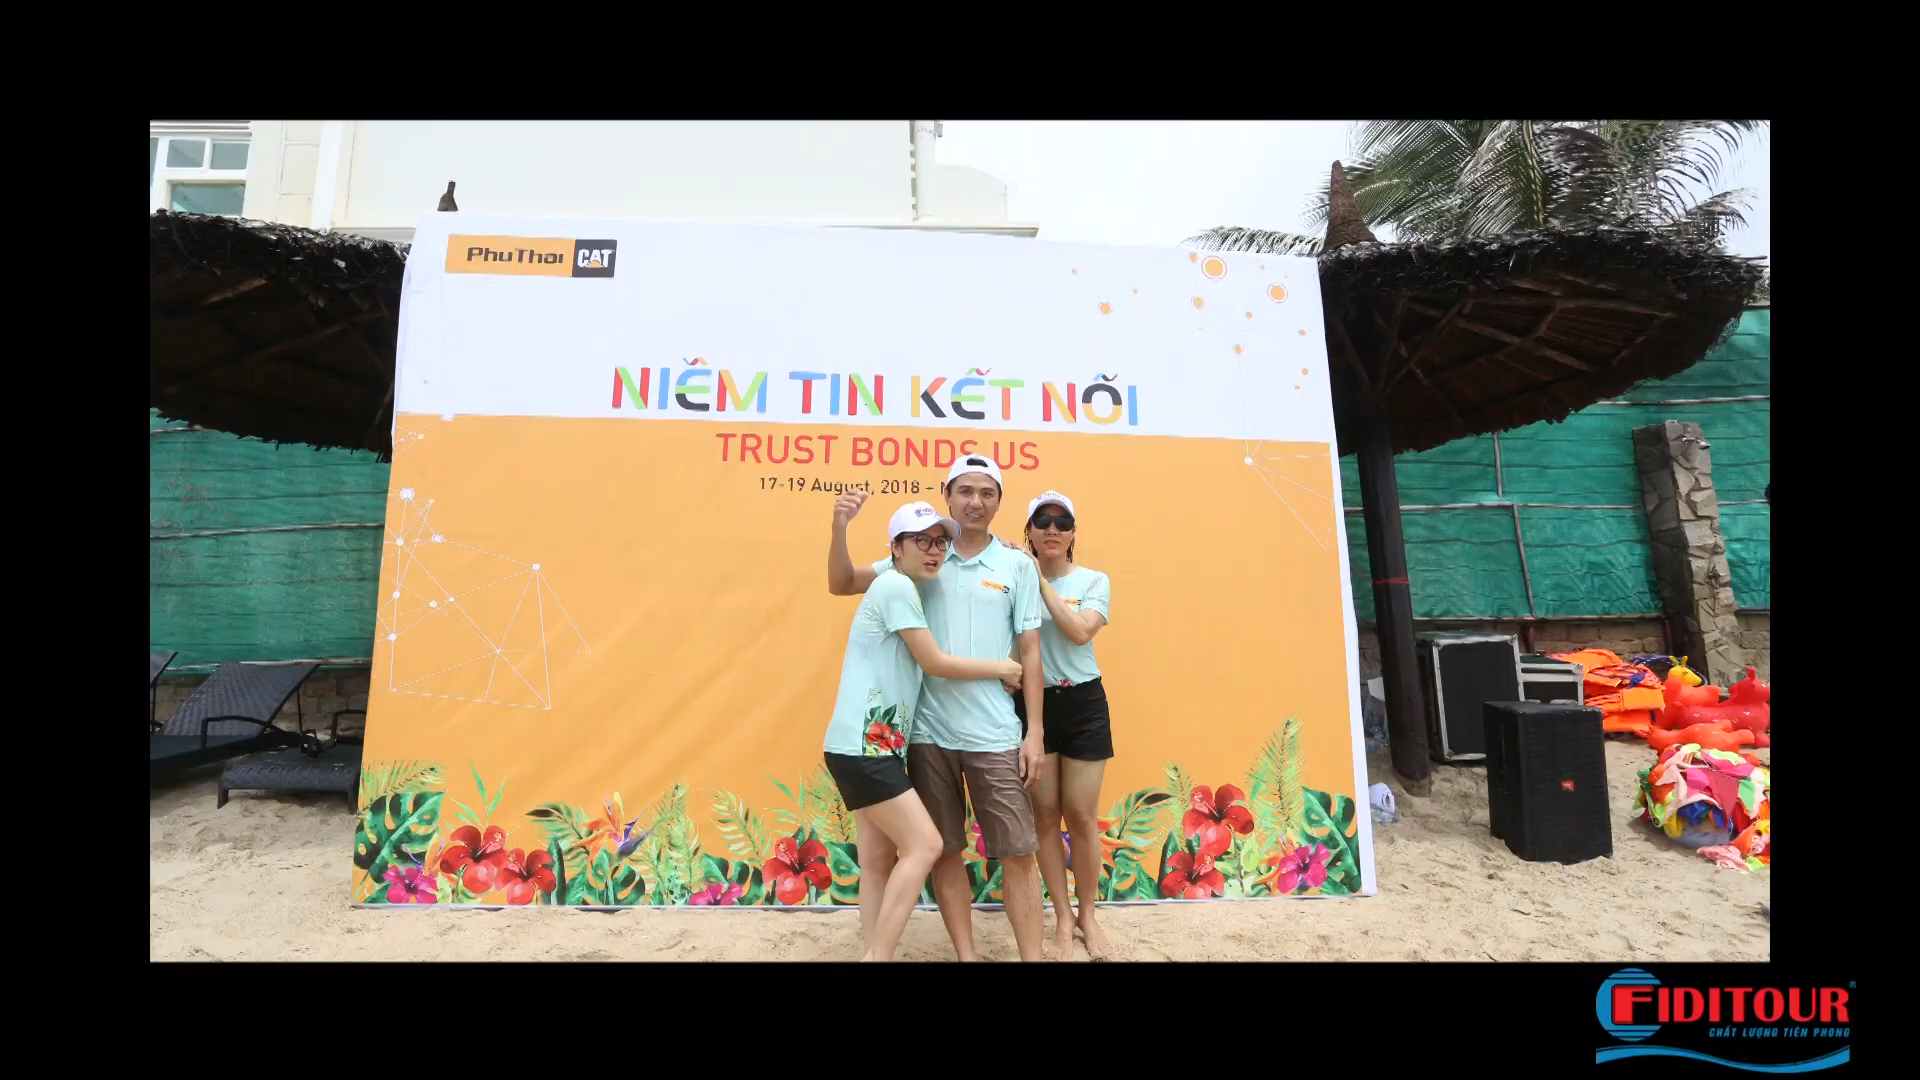 PhuThai CAT
NIỀM TIN KẾT NỐI
TRUST BONDS US
17-19 August, 2018 –
FIDITOUR®
CHẤT LƯỢNG TIÊN PHONG